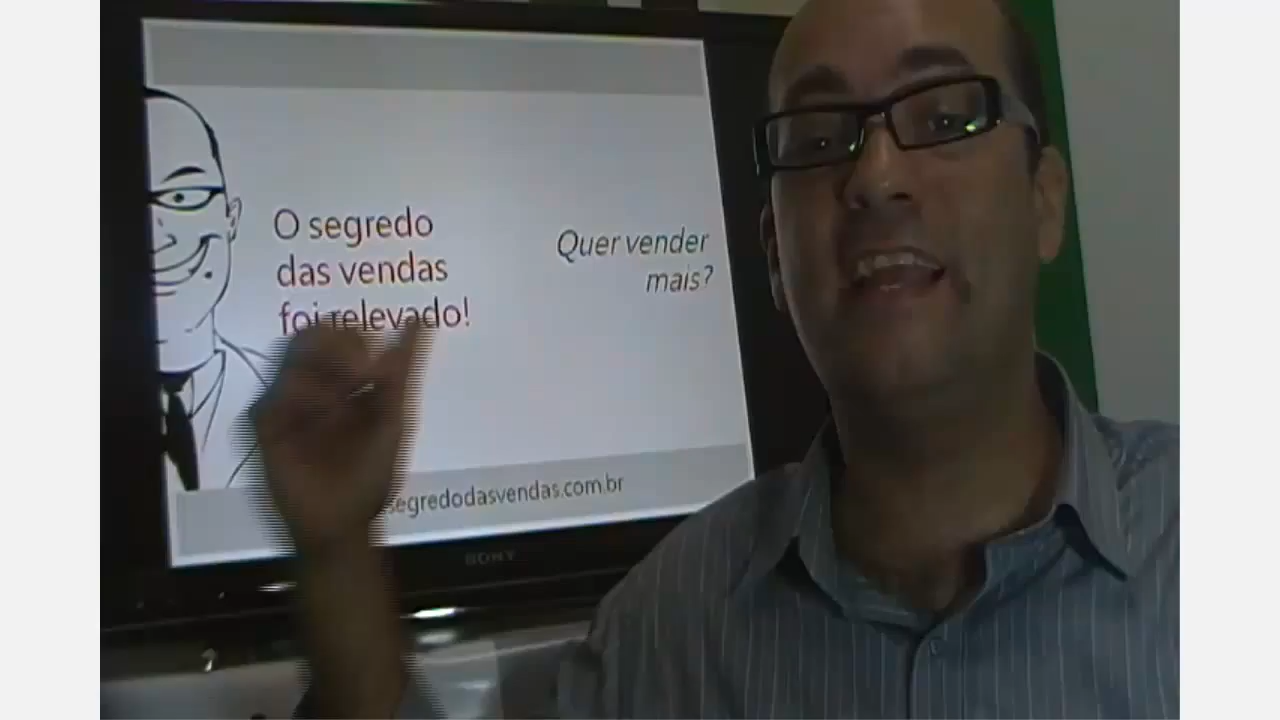 O segredo
das vendas
foi relevado!
Quer vender
mais?
segredodasvendas.com.br
SONY